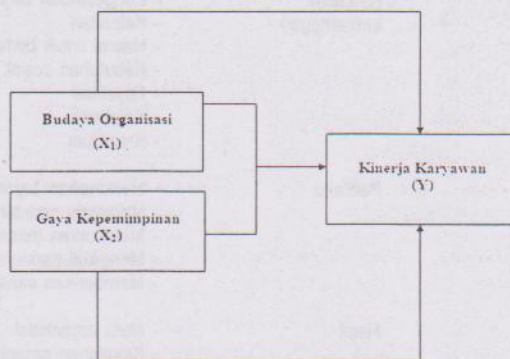 Budaya Organisasi
(X₁)
Kinerja Karyawan
(Y)
Gaya Kepemimpinan
(X₂)